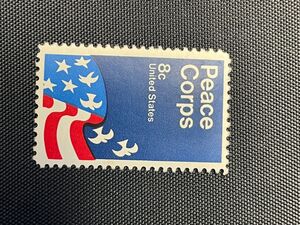 Peace
Corps
8c
United States